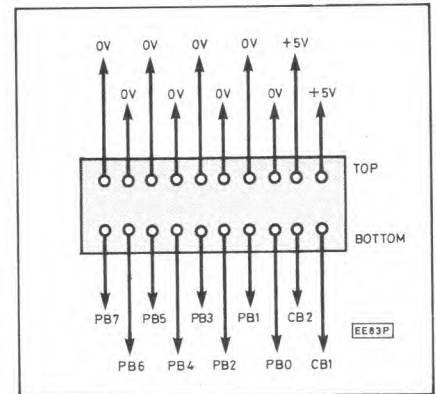 0V 0V 0V 0V +5V
0V 0V 0V 0V +5V
TOP
BOTTOM
PB7 PB5 PB3 PB1 CB2
EE83P
PB6 PB4 PB2 PB0 CB1